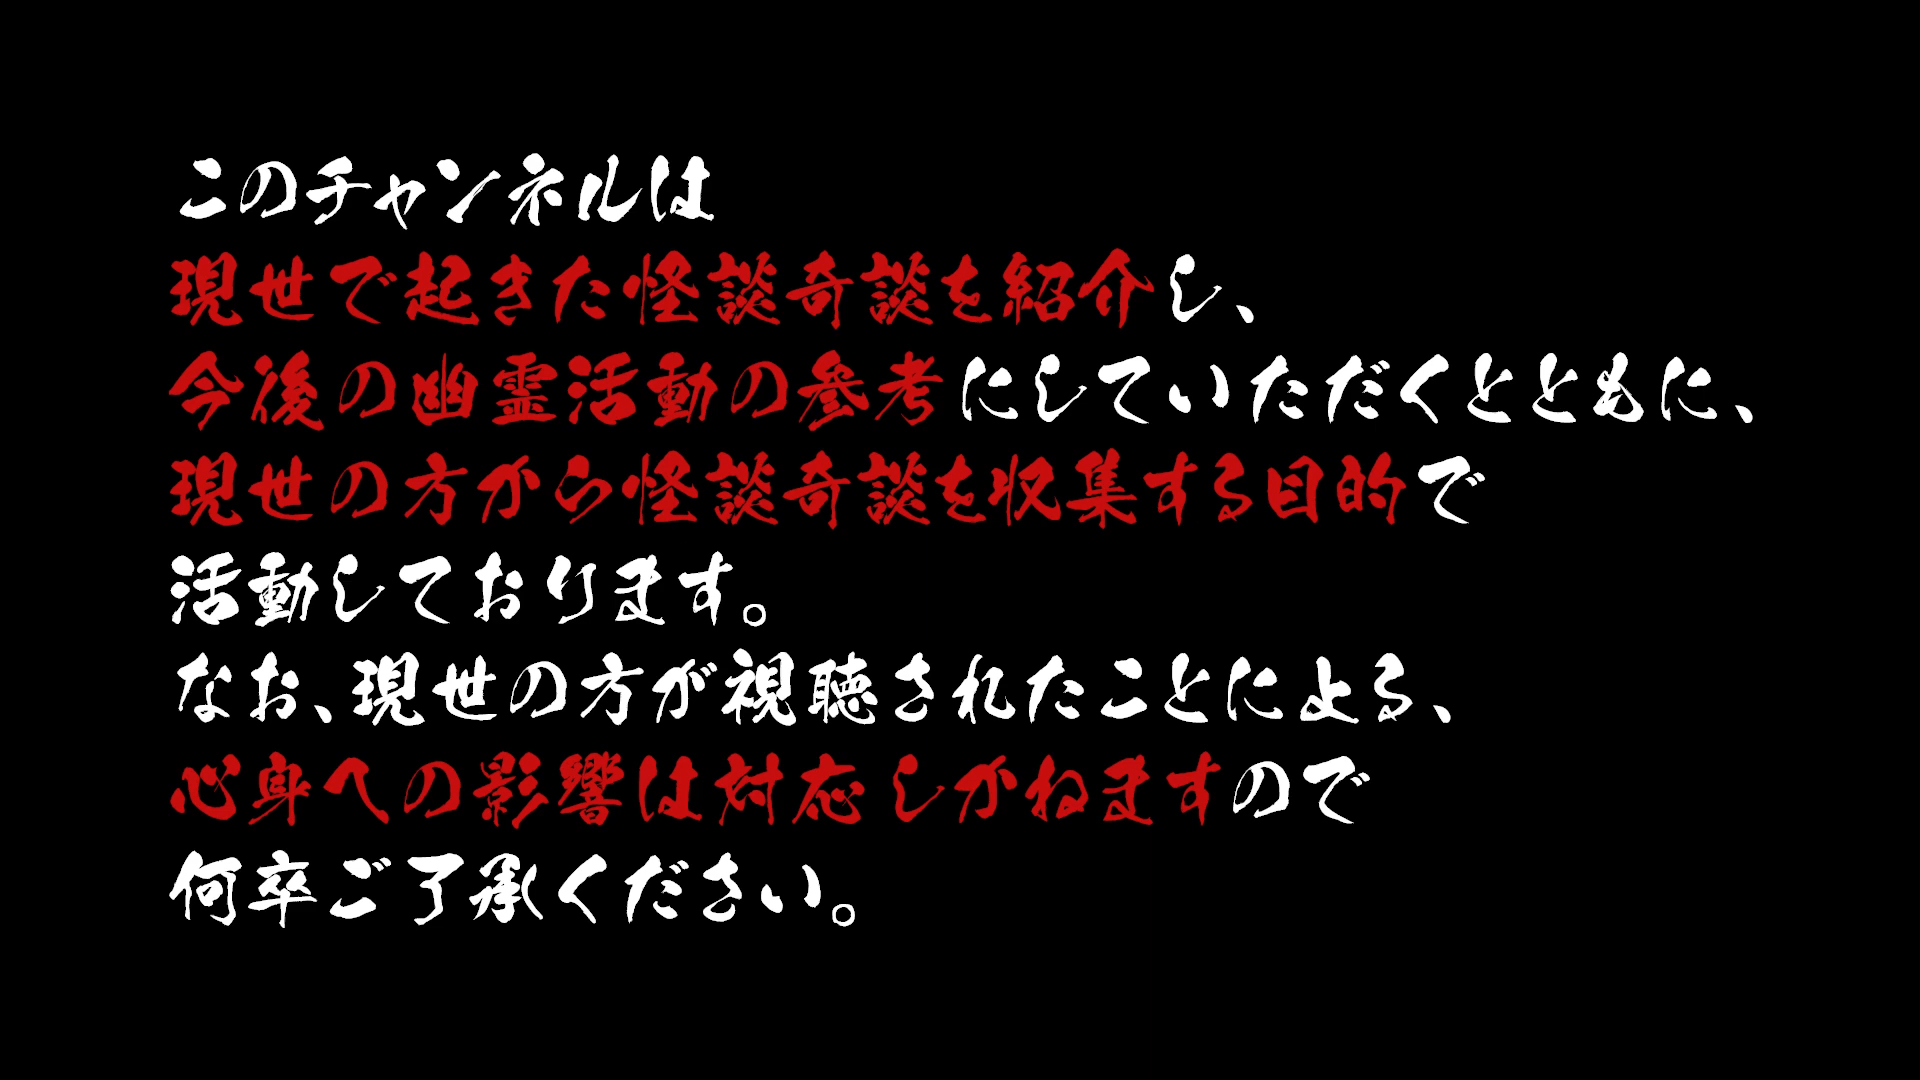 このチャンネルは
現世で起きた怪談奇談を紹介し、
今後の幽霊活動の参考にしていただくとともに、
現世の方から怪談奇談を収集する目的で
活動しております。
なお、現世の方が視聴されたことによる、
心身への影響は対応しかねますので
何卒ご了承ください。